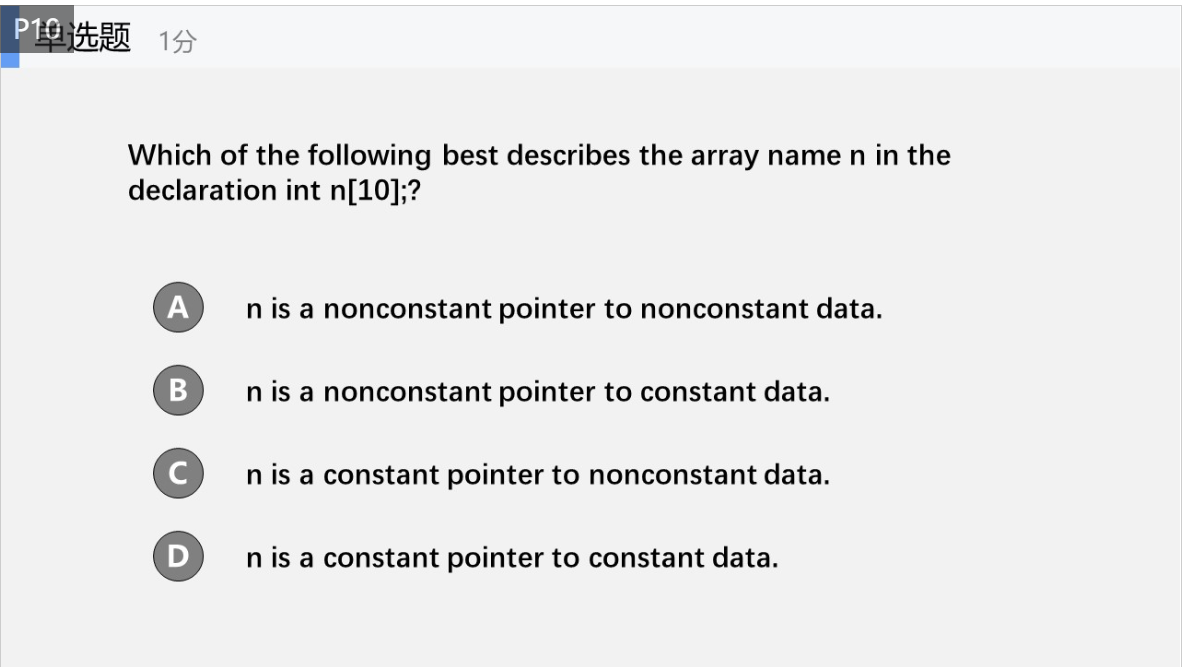 P10
单选题 1分
Which of the following best describes the array name n in the
declaration int n[10];?
A n is a nonconstant pointer to nonconstant data.
B n is a nonconstant pointer to constant data.
C n is a constant pointer to nonconstant data.
D n is a constant pointer to constant data.